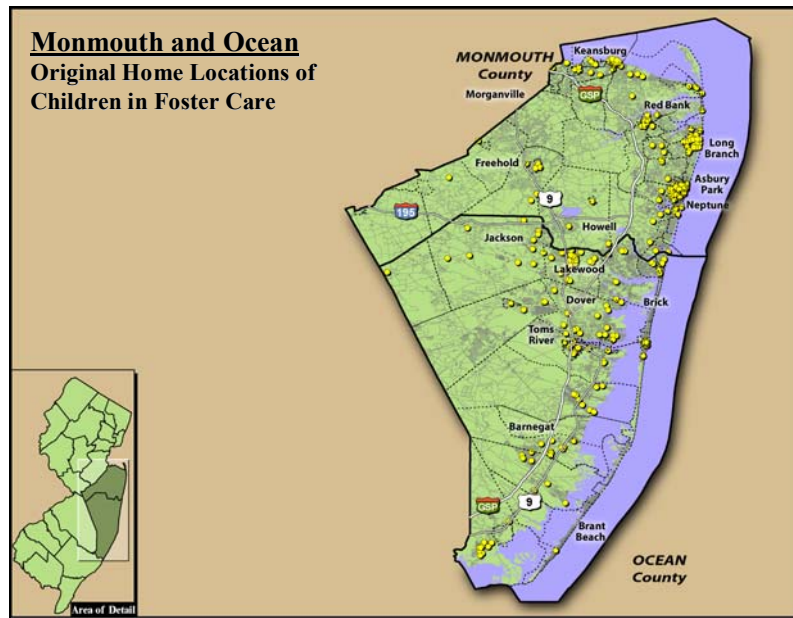 Monmouth and Ocean
Original Home Locations of
Children in Foster Care
MONMOUTH
County
Keansburg
Morganville
GSP
Red Bank
Long
Branch
Freehold
Asbury
Park
Neptune
9
195
Howell
Jackson
Lakewood
Dover
Brick
Toms
River
Barnegat
GSP
9
Brant
Beach
OCEAN
County
Area of Detail